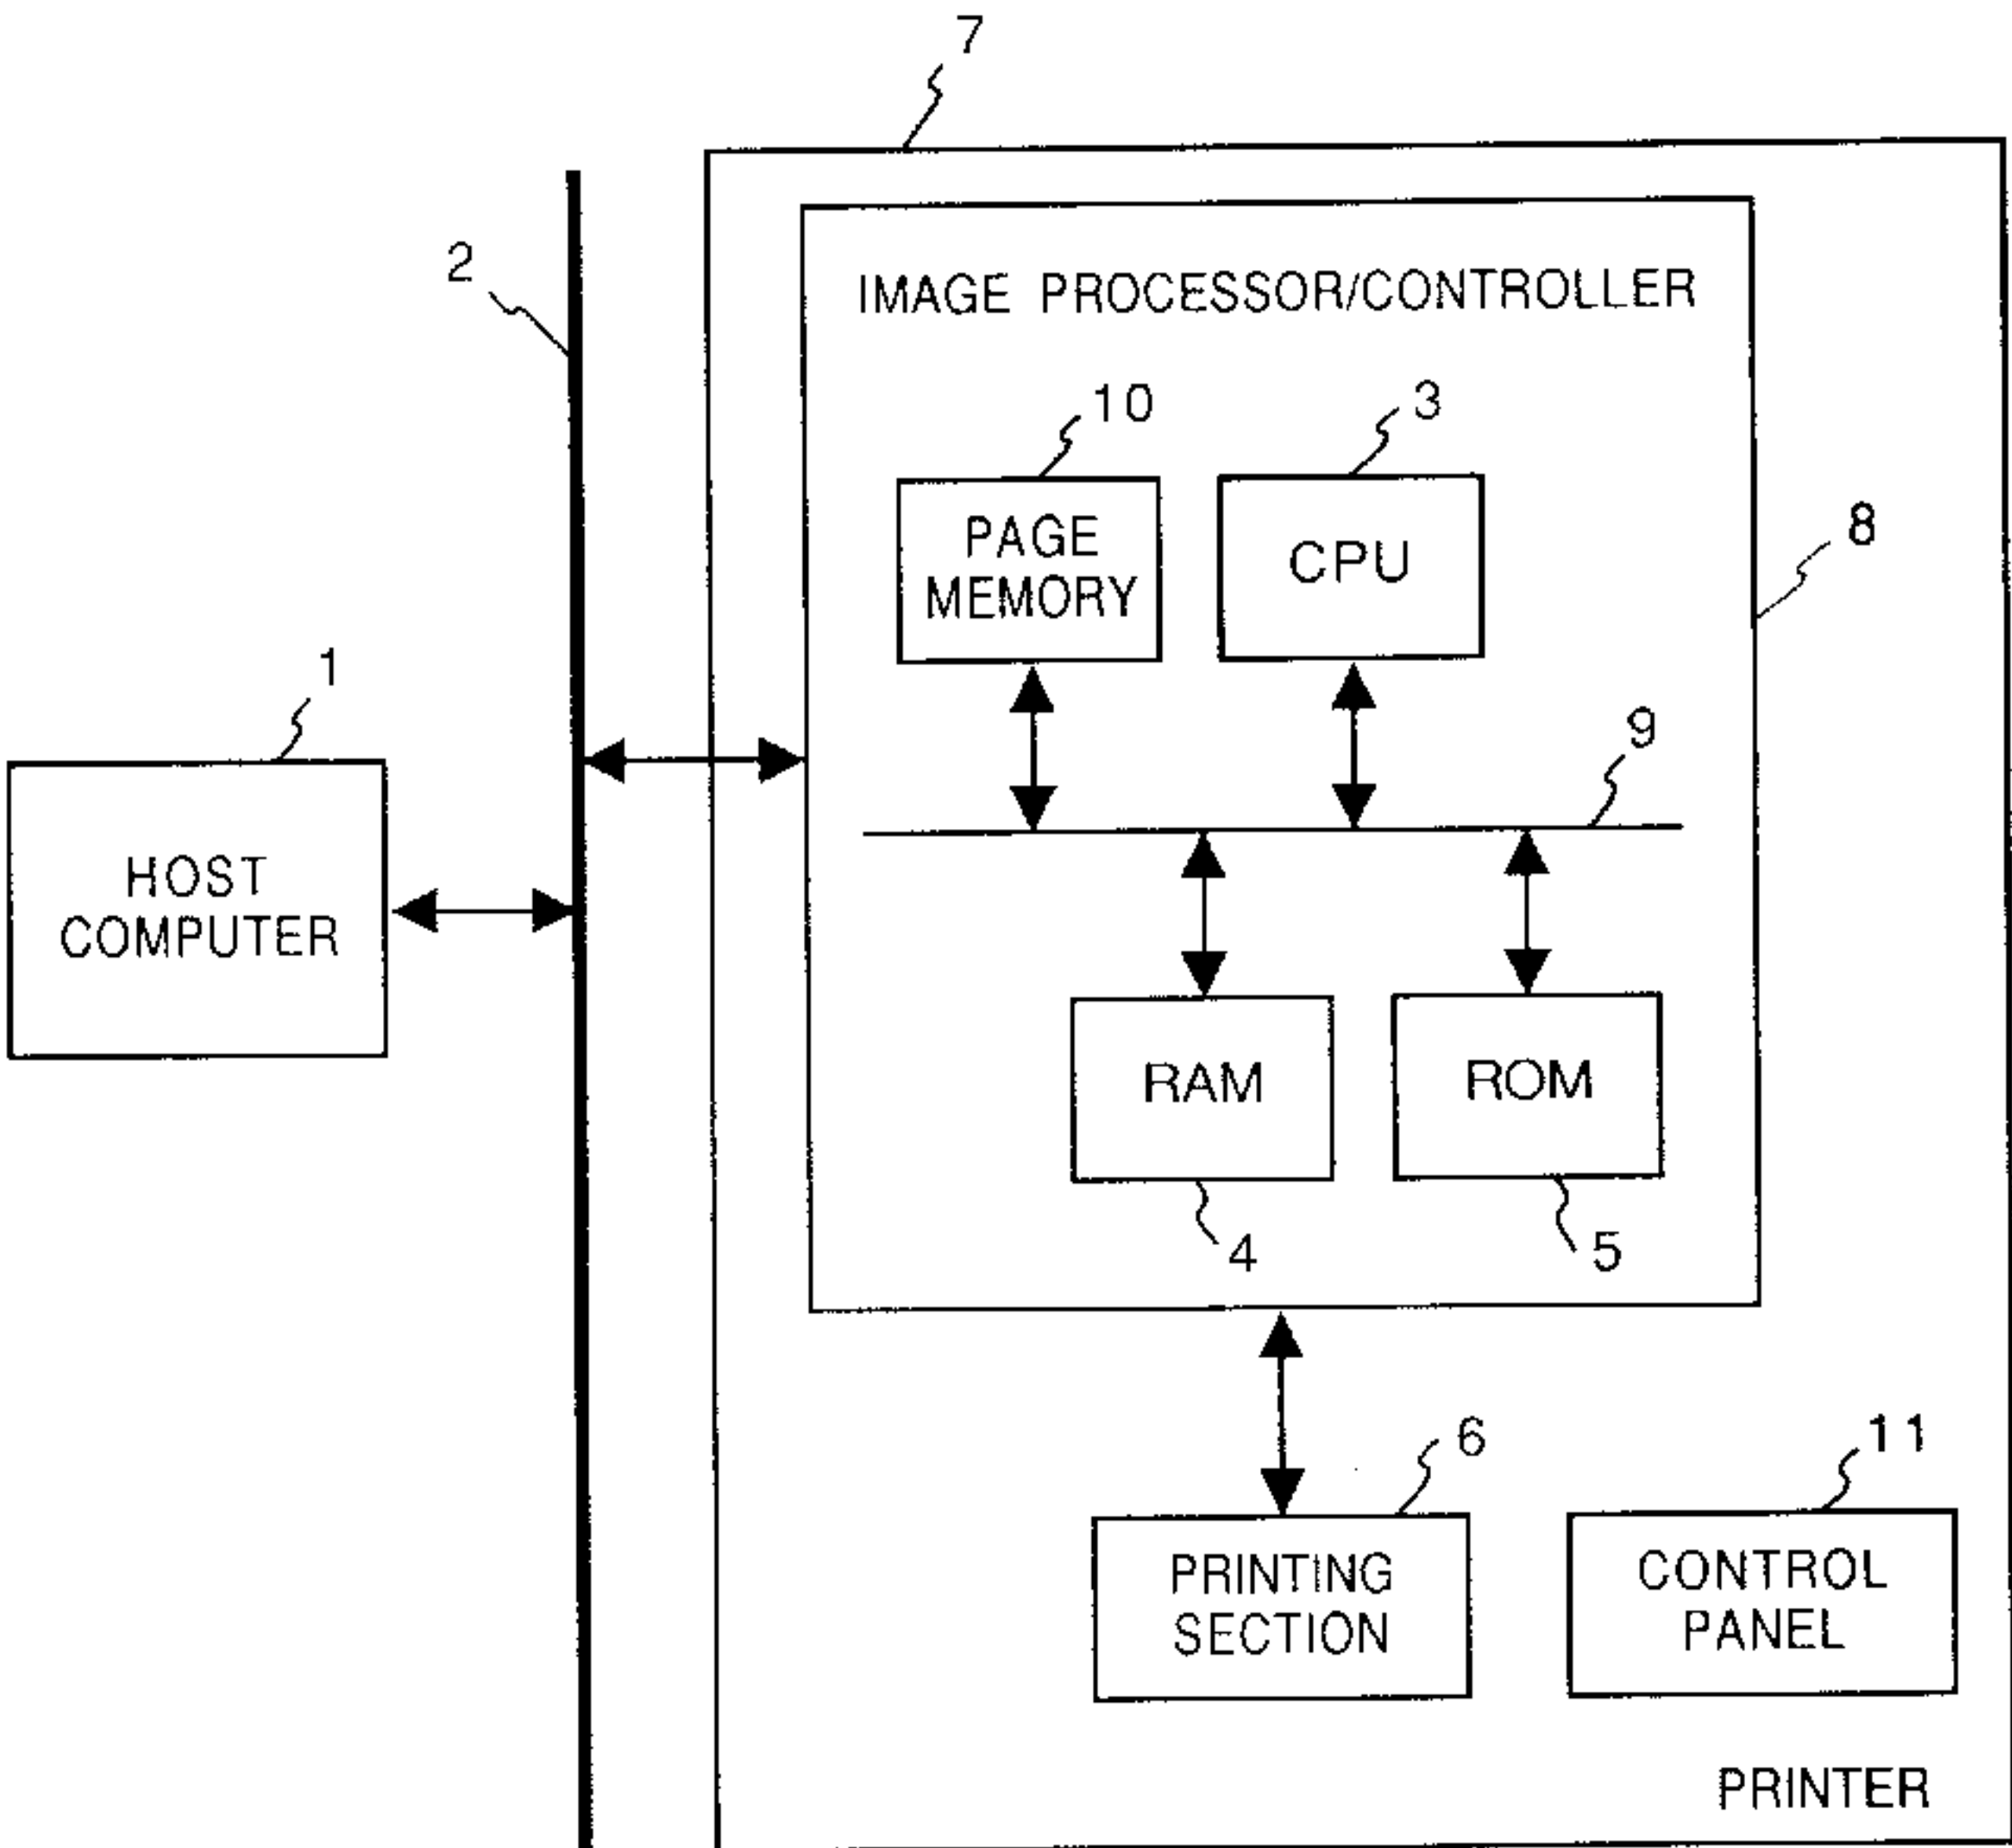 7
2
IMAGE PROCESSOR/CONTROLLER
10
3
PAGE
MEMORY
CPU
8
1
9
HOST
COMPUTER
RAM
ROM
4
5
6
11
PRINTING
SECTION
CONTROL
PANEL
PRINTER